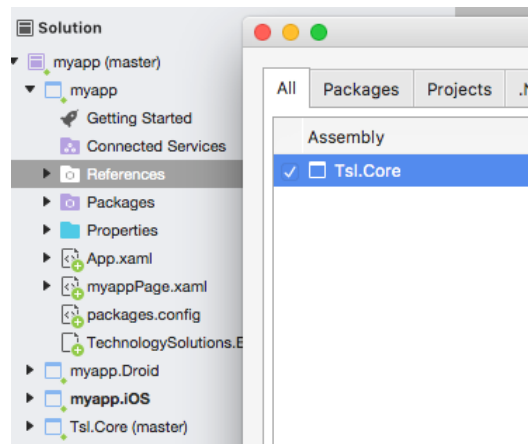 Solution
myapp (master)
myapp
Getting Started
Connected Services
References
Packages
Properties
App.xaml
myappPage.xaml
packages.config
TechnologySolutions.E
myapp.Droid
myapp.iOS
Tsl.Core (master)
All Packages Projects .N
Assembly
Tsl.Core